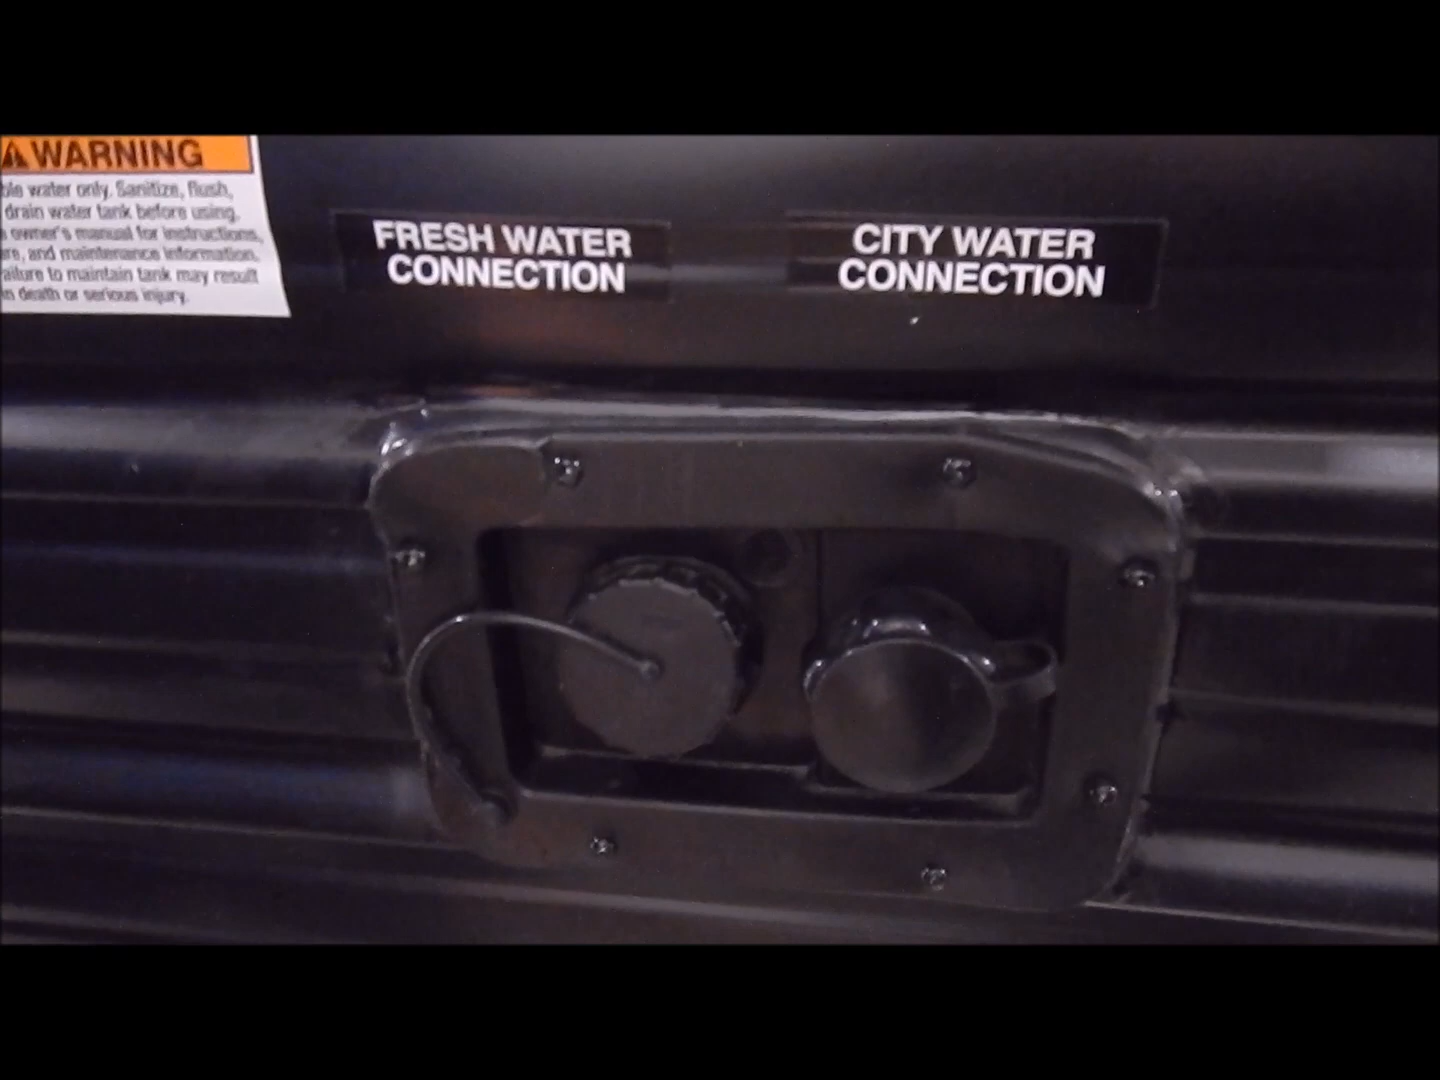 WARNING
ble water only. Sanitize, flush,
drain water tank before using.
owner's manual for instructions,
re, and maintenance information.
ailure to maintain tank may result
in death or serious injury.
FRESH WATER
CONNECTION
CITY WATER
CONNECTION